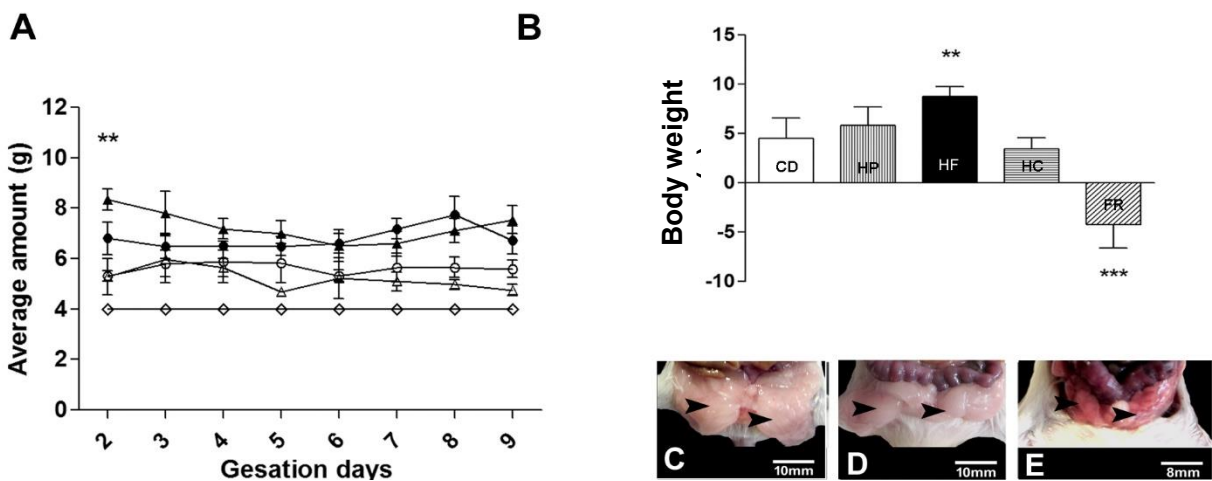 A
B
12
10
8
6
4
2
0
**
Average amount (g)
2 3 4 5 6 7 8 9
Gesation days
15
10
5
0
-5
-10
Body weight
**
CD HP HF HC FR
***
C 10mm
D 10mm
E 8mm